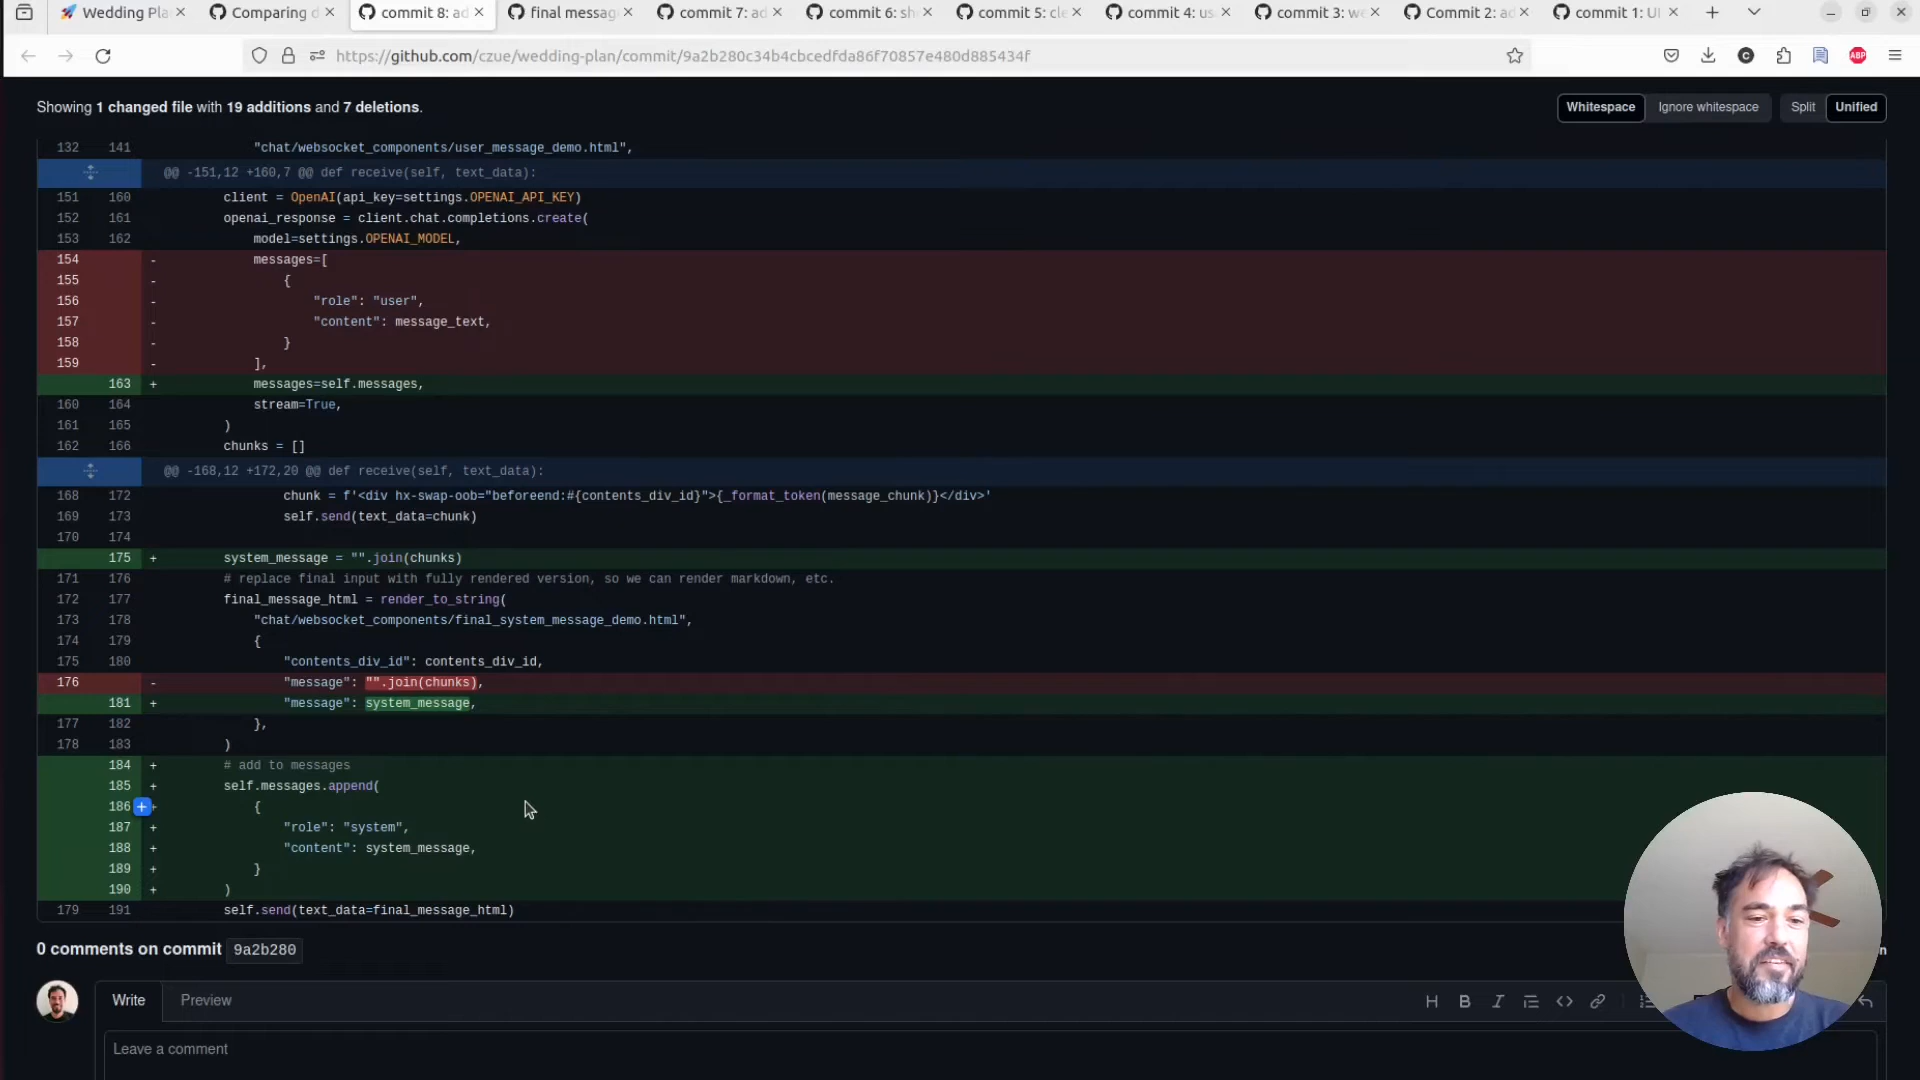 Wedding Pla
Comparing d
commit 8: ad
final messag
commit 7: ad
commit 6: sh
commit 5: cle
commit 4: us
commit 3: we
Commit 2: ad
commit 1: UI
https://github.com/czue/wedding-plan/commit/9a2b280c34b4cbcedfda86f70857e480d885434f
C
ABP
Showing 1 changed file with 19 additions and 7 deletions.
Whitespace Ignore whitespace Split Unified
132 141 "chat/websocket_components/user_message_demo.html",
@@ -151,12 +160,7 @@ def receive(self, text_data):
151 160 client = OpenAI(api_key=settings.OPENAI_API_KEY)
152 161 openai_response = client.chat.completions.create(
153 162 model=settings.OPENAI_MODEL,
154 - messages=[
155 - {
156 - "role": "user",
157 - "content": message_text,
158 - }
159 - ],
163 + messages=self.messages,
160 164 stream=True,
161 165 )
162 166 chunks = []
@@ -168,12 +172,20 @@ def receive(self, text_data):
168 172 chunk = f'<div hx-swap-oob="beforeend:#{contents_div_id}">{_format_token(message_chunk)}</div>'
169 173 self.send(text_data=chunk)
170 174
175 + system_message = "".join(chunks)
171 176 # replace final input with fully rendered version, so we can render markdown, etc.
172 177 final_message_html = render_to_string(
173 178 "chat/websocket_components/final_system_message_demo.html",
174 179 {
175 180 "contents_div_id": contents_div_id,
176 - "message": "".join(chunks),
181 + "message": system_message,
177 182 },
178 183 )
184 + # add to messages
185 + self.messages.append(
186 + {
187 + "role": "system",
188 + "content": system_message,
189 + }
190 + )
179 191 self.send(text_data=final_message_html)
0 comments on commit 9a2b280
Write Preview
Leave a comment